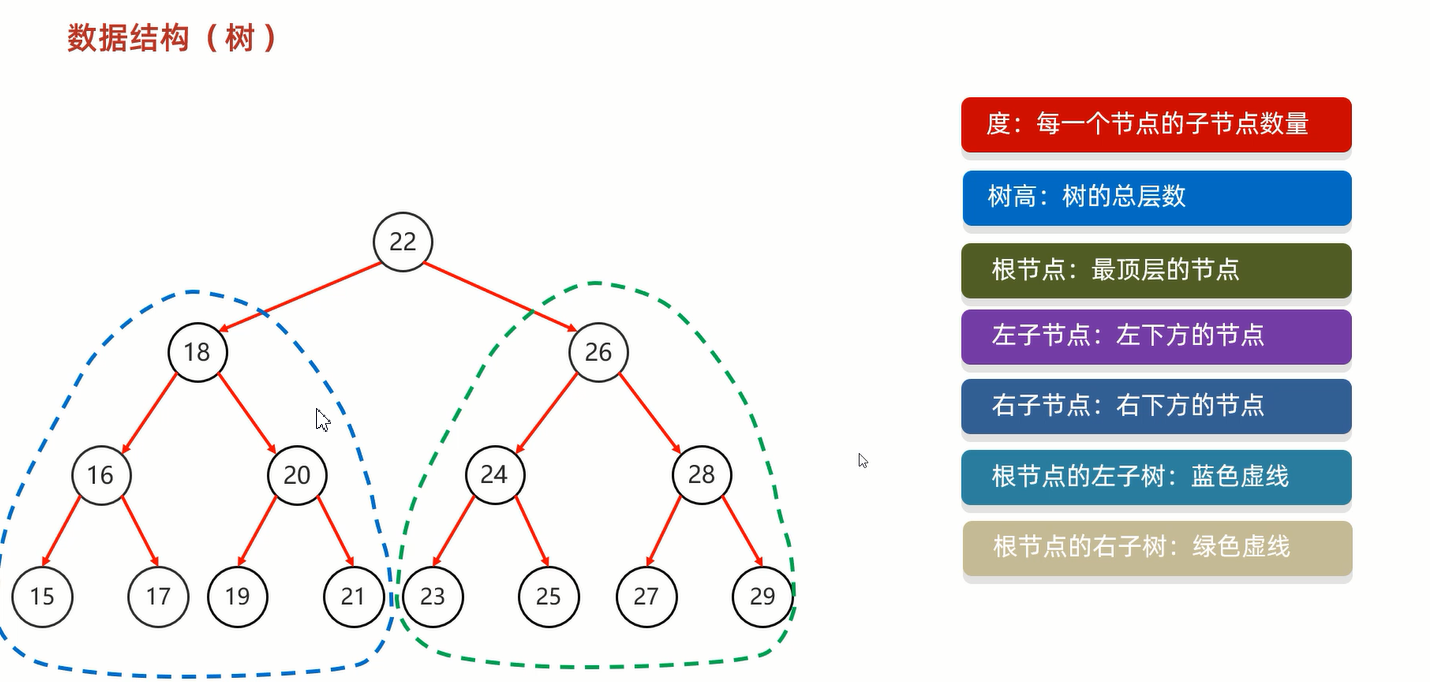 数据结构（树）
度：每一个节点的子节点数量
树高：树的总层数
根节点：最顶层的节点
左子节点：左下方的节点
右子节点：右下方的节点
根节点的左子树：蓝色虚线
根节点的右子树：绿色虚线
22
18 26
16 20 24 28
15 17 19 21 23 25 27 29